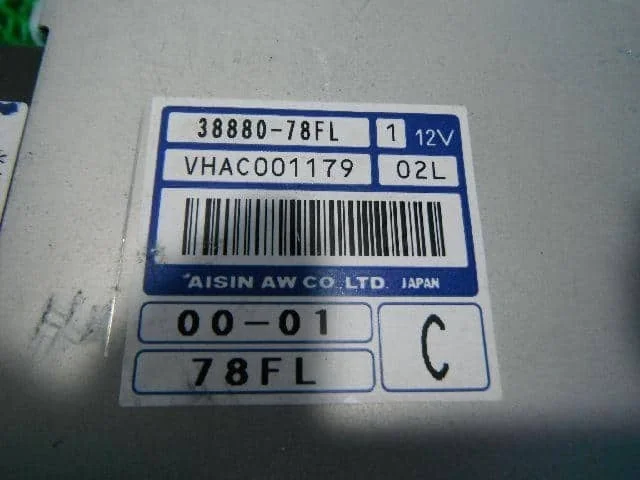 38880-78FL 1 12V
VHAC001179 02L
AISIN AW CO.,LTD. JAPAN
00-01
78FL C